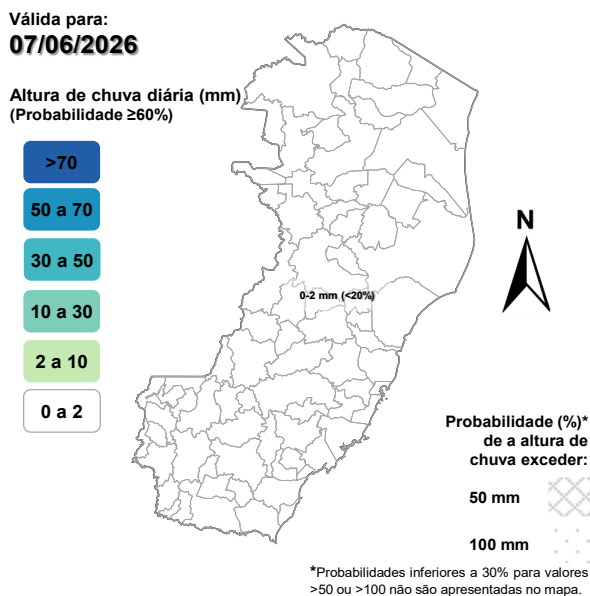 Válida para:
07/06/2026
Altura de chuva diária (mm)
(Probabilidade ≥60%)
>70
50 a 70
30 a 50
10 a 30
2 a 10
0 a 2
0-2 mm (<20%)
N
Probabilidade (%)*
de a altura de
chuva exceder:
50 mm
100 mm
*Probabilidades inferiores a 30% para valores
>50 ou >100 não são apresentadas no mapa.